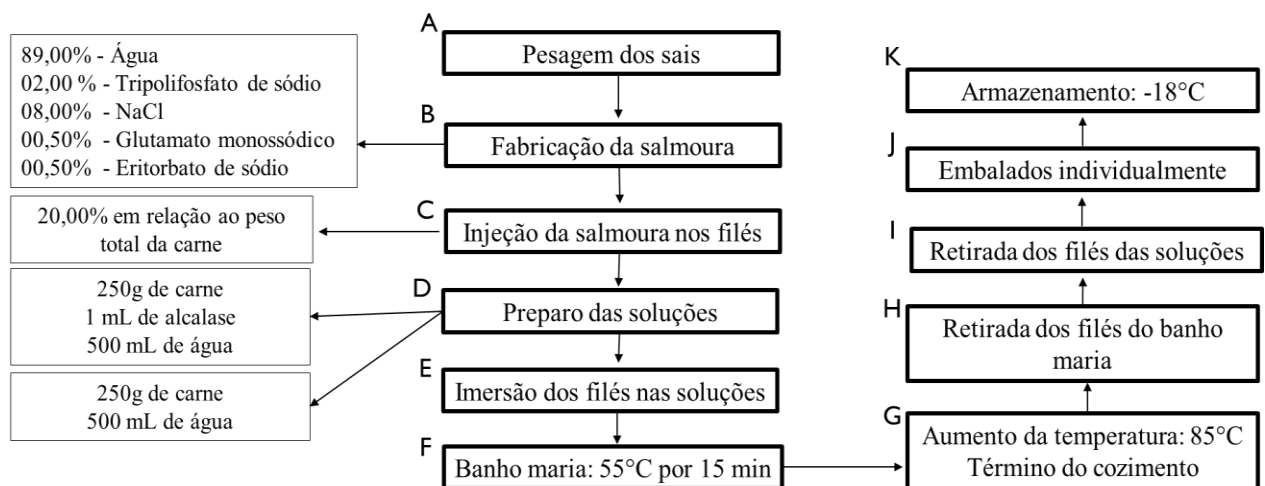 A
Pesagem dos sais
89,00% - Água
02,00 % - Tripolifosfato de sódio
08,00% - NaCl
00,50% - Glutamato monossódico
00,50% - Eritorbato de sódio
B
Fabricação da salmoura
20,00% em relação ao peso
total da carne
C
Injeção da salmoura nos filés
250g de carne
1 mL de alcalase
500 mL de água
D
Preparo das soluções
250g de carne
500 mL de água
E
Imersão dos filés nas soluções
F
Banho maria: 55°C por 15 min
G
Aumento da temperatura: 85°C
Término do cozimento
H
Retirada dos filés do banho
maria
I
Retirada dos filés das soluções
J
Embalados individualmente
K
Armazenamento: -18°C